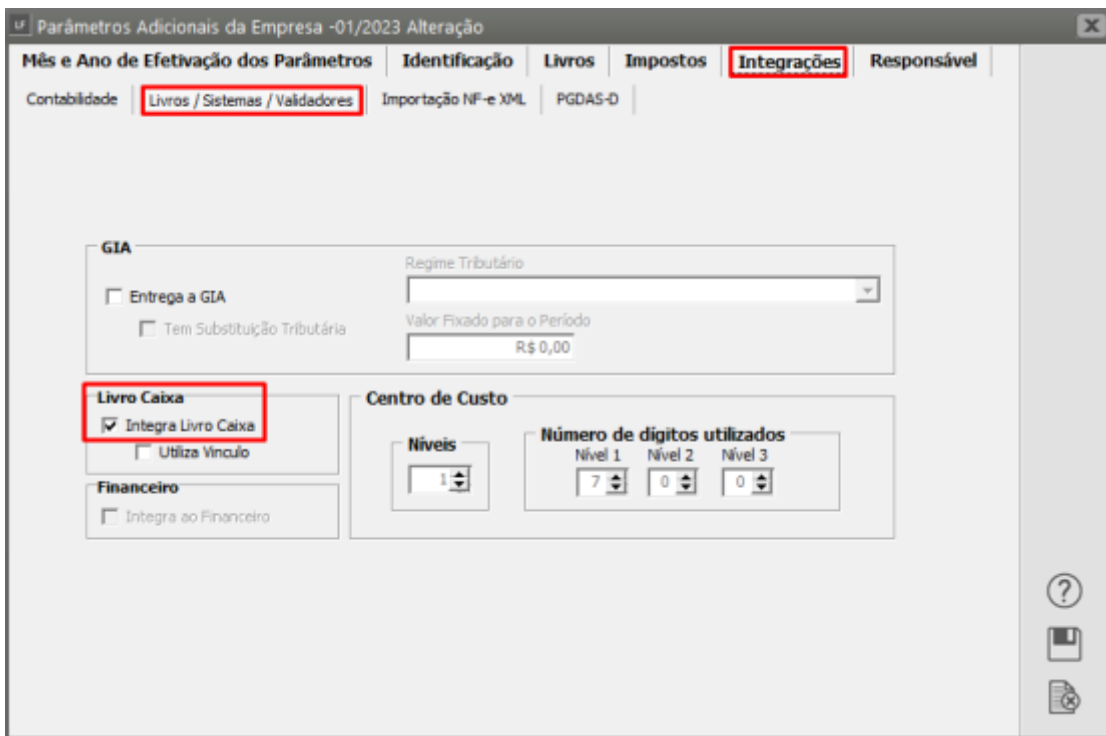 LF Parâmetros Adicionais da Empresa -01/2023 Alteração
Mês e Ano de Efetivação dos Parâmetros Identificação Livros Impostos Integrações Responsável
Contabilidade Livros / Sistemas / Validadores Importação NF-e XML PGDAS-D
GIA
Regime Tributário
Entrega a GIA
Tem Substituição Tributária
Valor Fixado para o Período
R$ 0,00
Livro Caixa
Integra Livro Caixa
Utiliza Vinculo
Financeiro
Integra ao Financeiro
Centro de Custo
Níveis
1
Número de dígitos utilizados
Nível 1 Nível 2 Nível 3
7 0 0
?